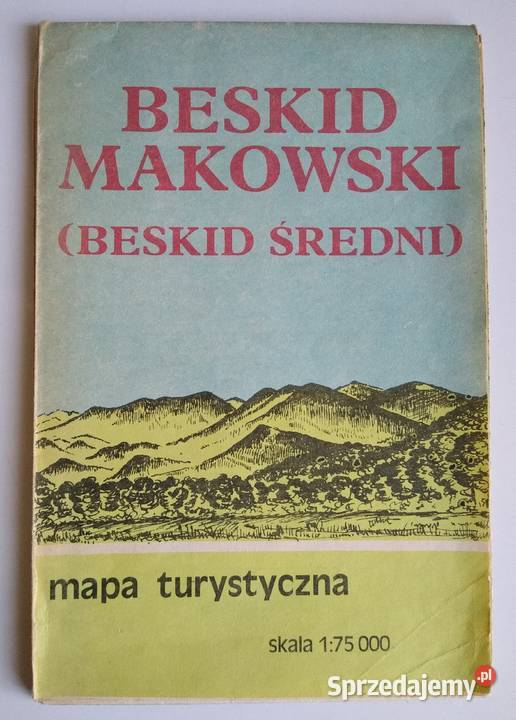 BESKID
MAKOWSKI
(BESKID ŚREDNI)
mapa turystyczna
skala 1:75 000
Sprzedajemy.pl